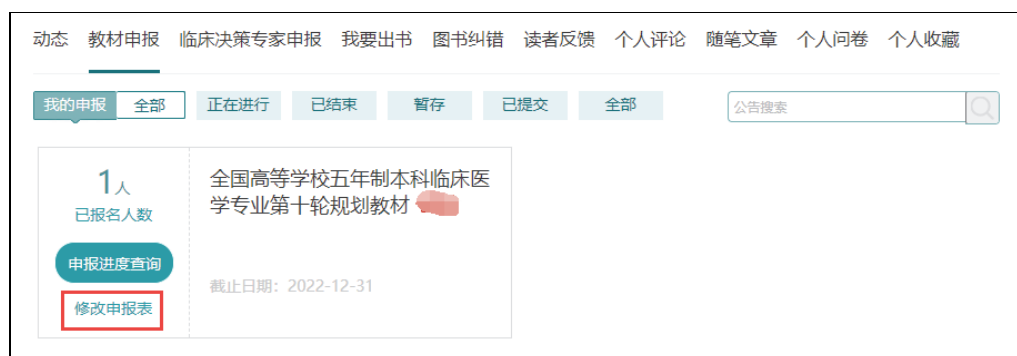 动态 教材申报 临床决策专家申报 我要出书 图书纠错 读者反馈 个人评论 随笔文章 个人问卷 个人收藏
我的申报 全部 正在进行 已结束 暂存 已提交 全部 公告搜索
1人
已报名人数
申报进度查询
修改申报表
全国高等学校五年制本科临床医
学专业第十轮规划教材
截止日期：2022-12-31